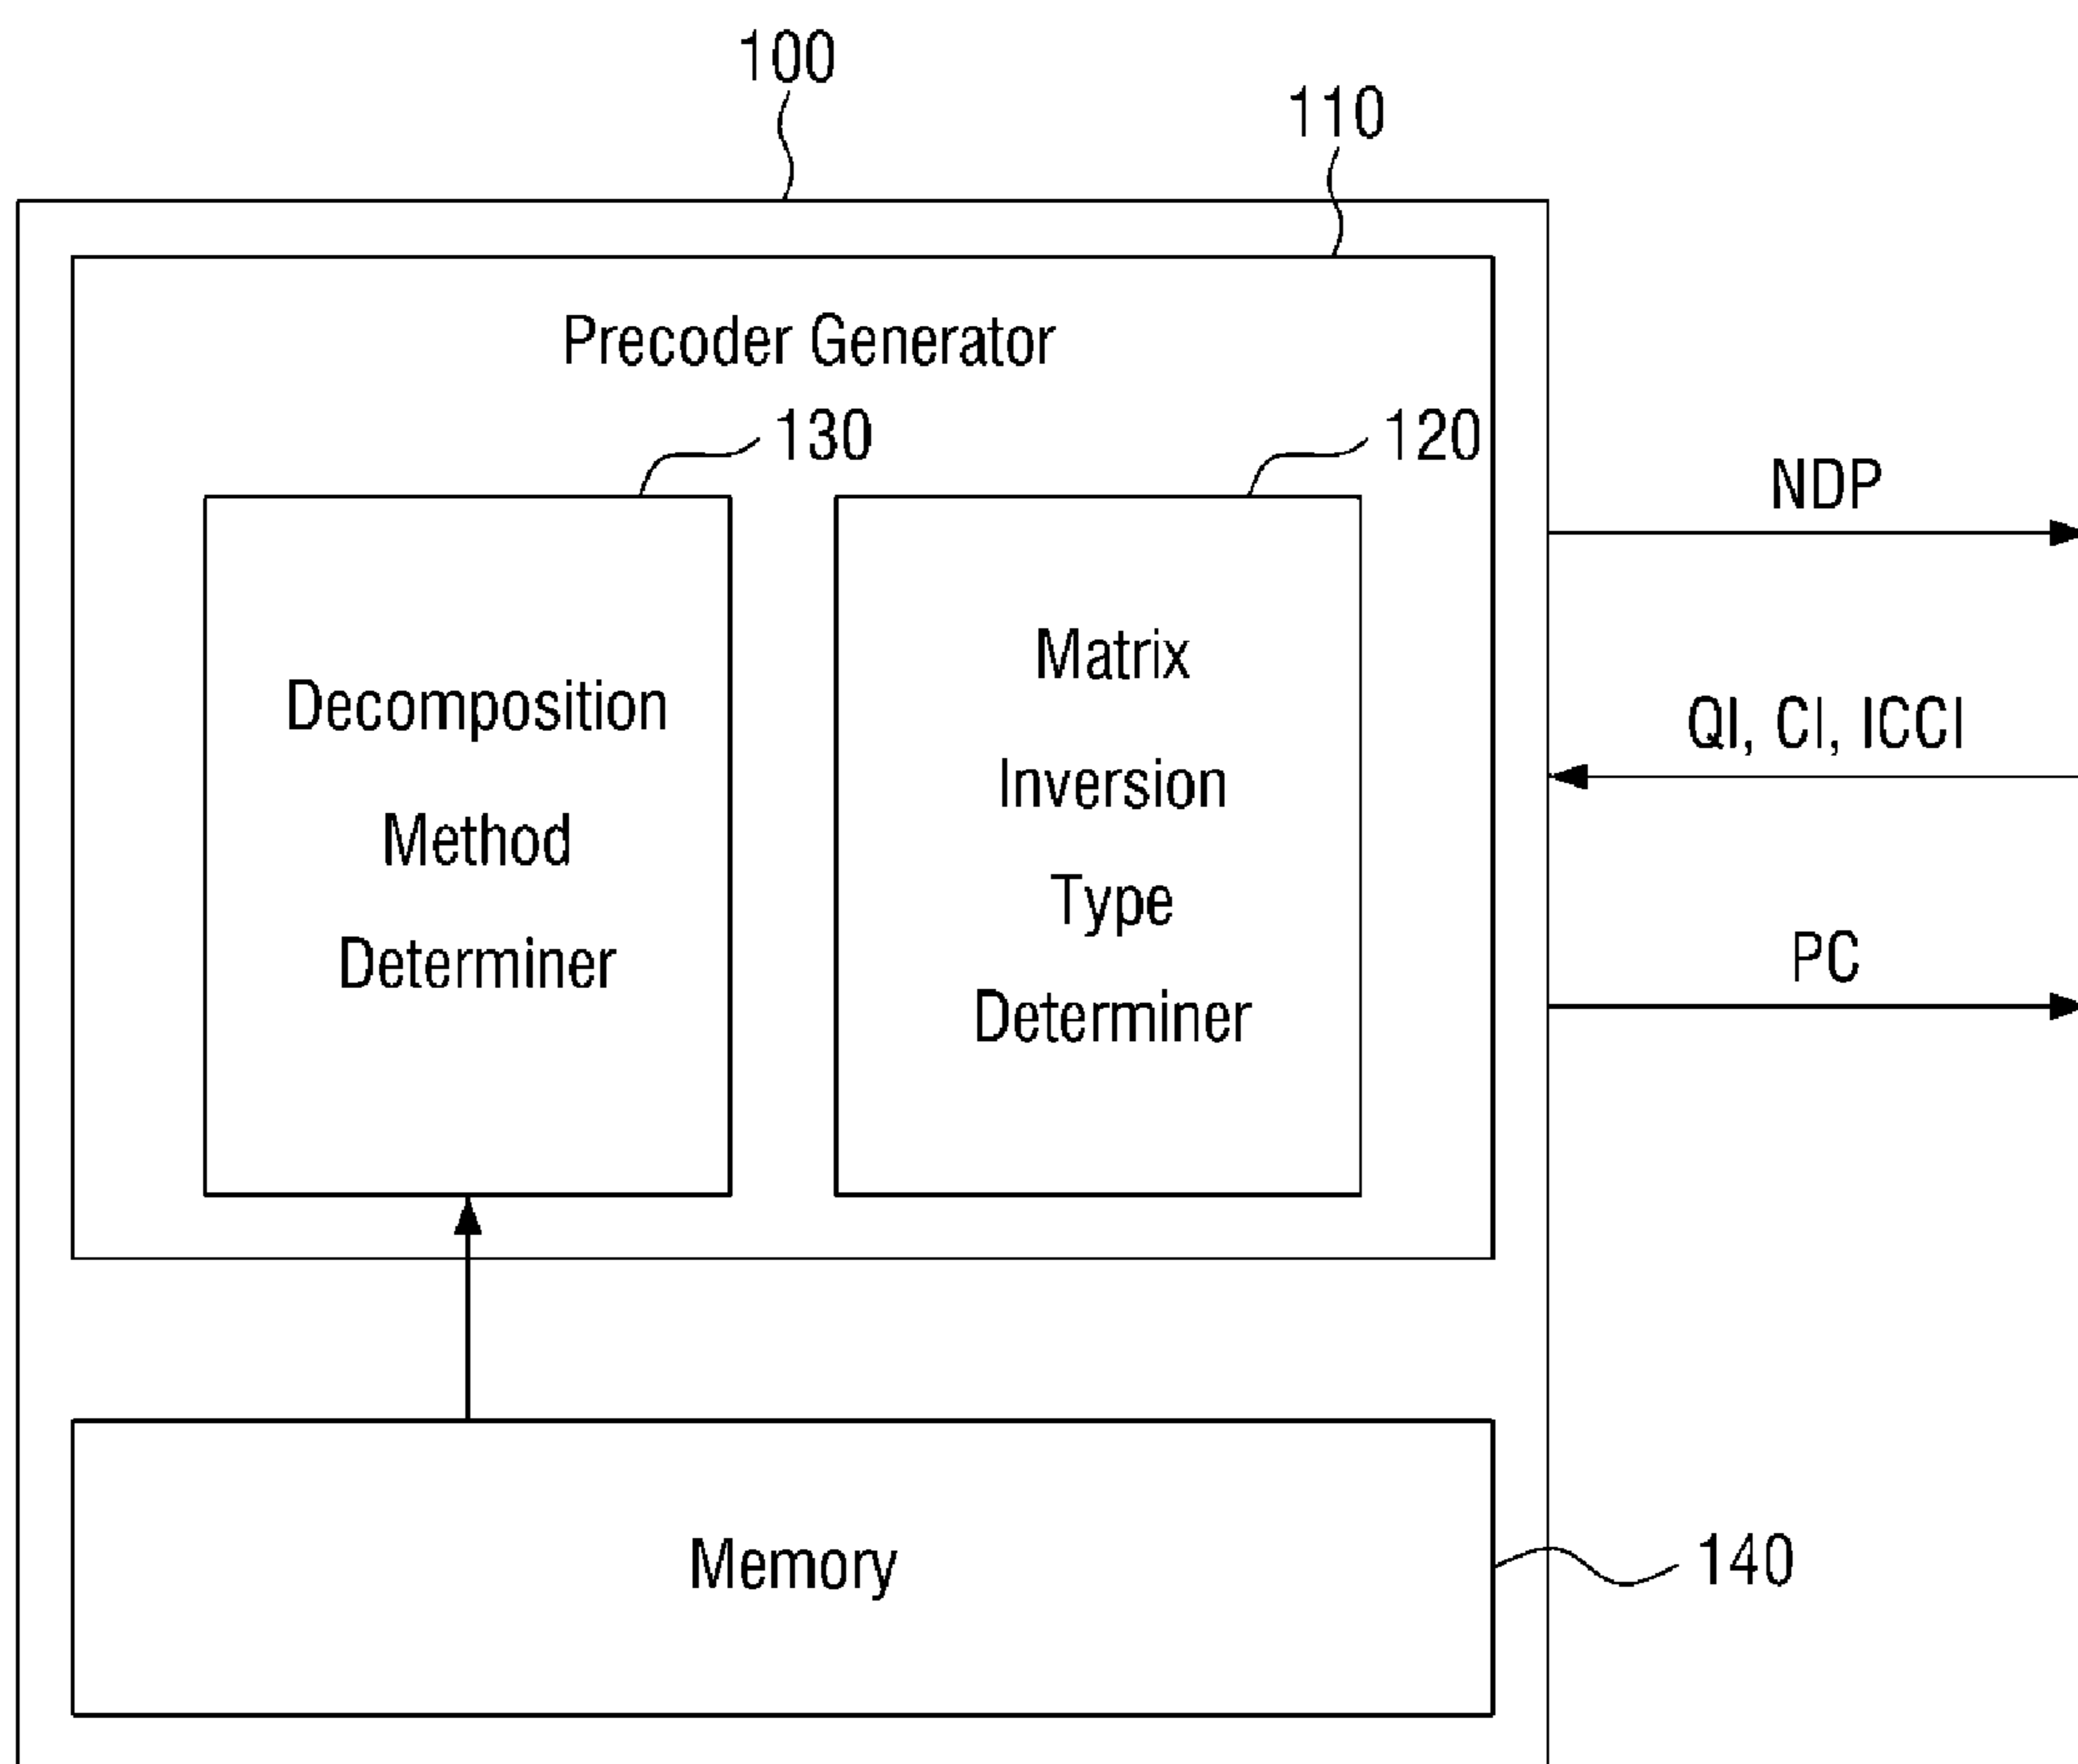 100
110
Precoder Generator
130
120
Decomposition
Method
Determiner
Matrix
Inversion
Type
Determiner
NDP
QI, CI, ICCI
PC
Memory
140